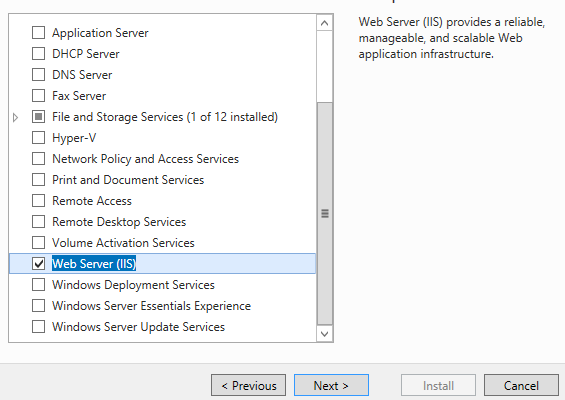 Web Server (IIS) provides a reliable,
manageable, and scalable Web
application infrastructure.
Application Server
DHCP Server
DNS Server
Fax Server
File and Storage Services (1 of 12 installed)
Hyper-V
Network Policy and Access Services
Print and Document Services
Remote Access
Remote Desktop Services
Volume Activation Services
Web Server (IIS)
Windows Deployment Services
Windows Server Essentials Experience
Windows Server Update Services
< Previous
Next >
Install
Cancel